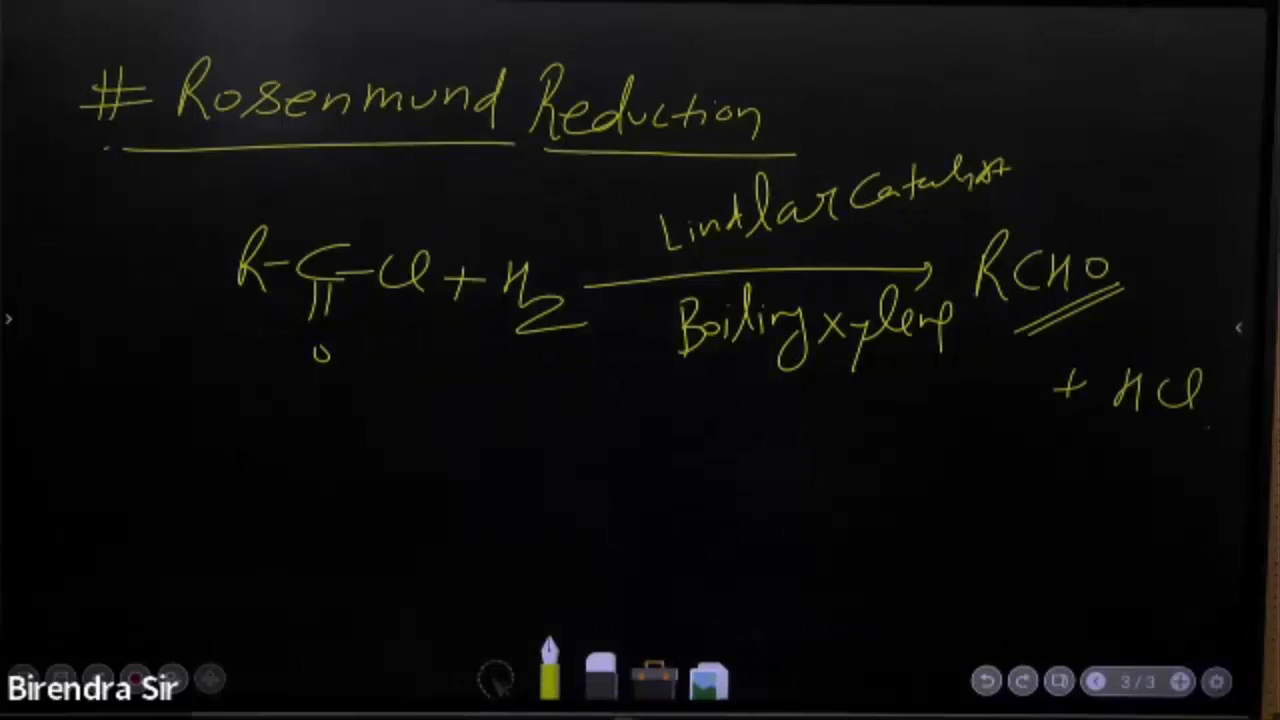 # Rosenmund Reduction
Lindlar Catalyst
R-C-Cl + H2 → RCHO
||
O
Boiling xylene
+ HCl
3/3
Birendra Sir